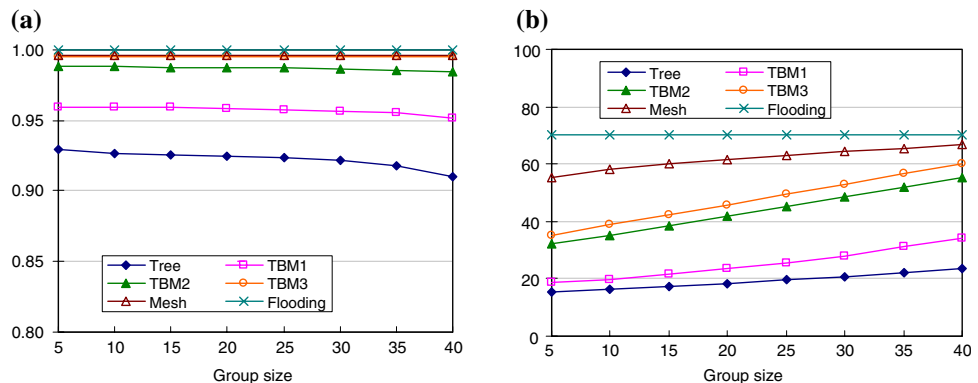 (a)
1.00
0.95
0.90
0.85
0.80
Tree
TBM1
TBM2
TBM3
Mesh
Flooding
5 10 15 20 25 30 35 40
Group size
(b)
100
80
60
40
20
0
Tree
TBM1
TBM2
TBM3
Mesh
Flooding
5 10 15 20 25 30 35 40
Group size